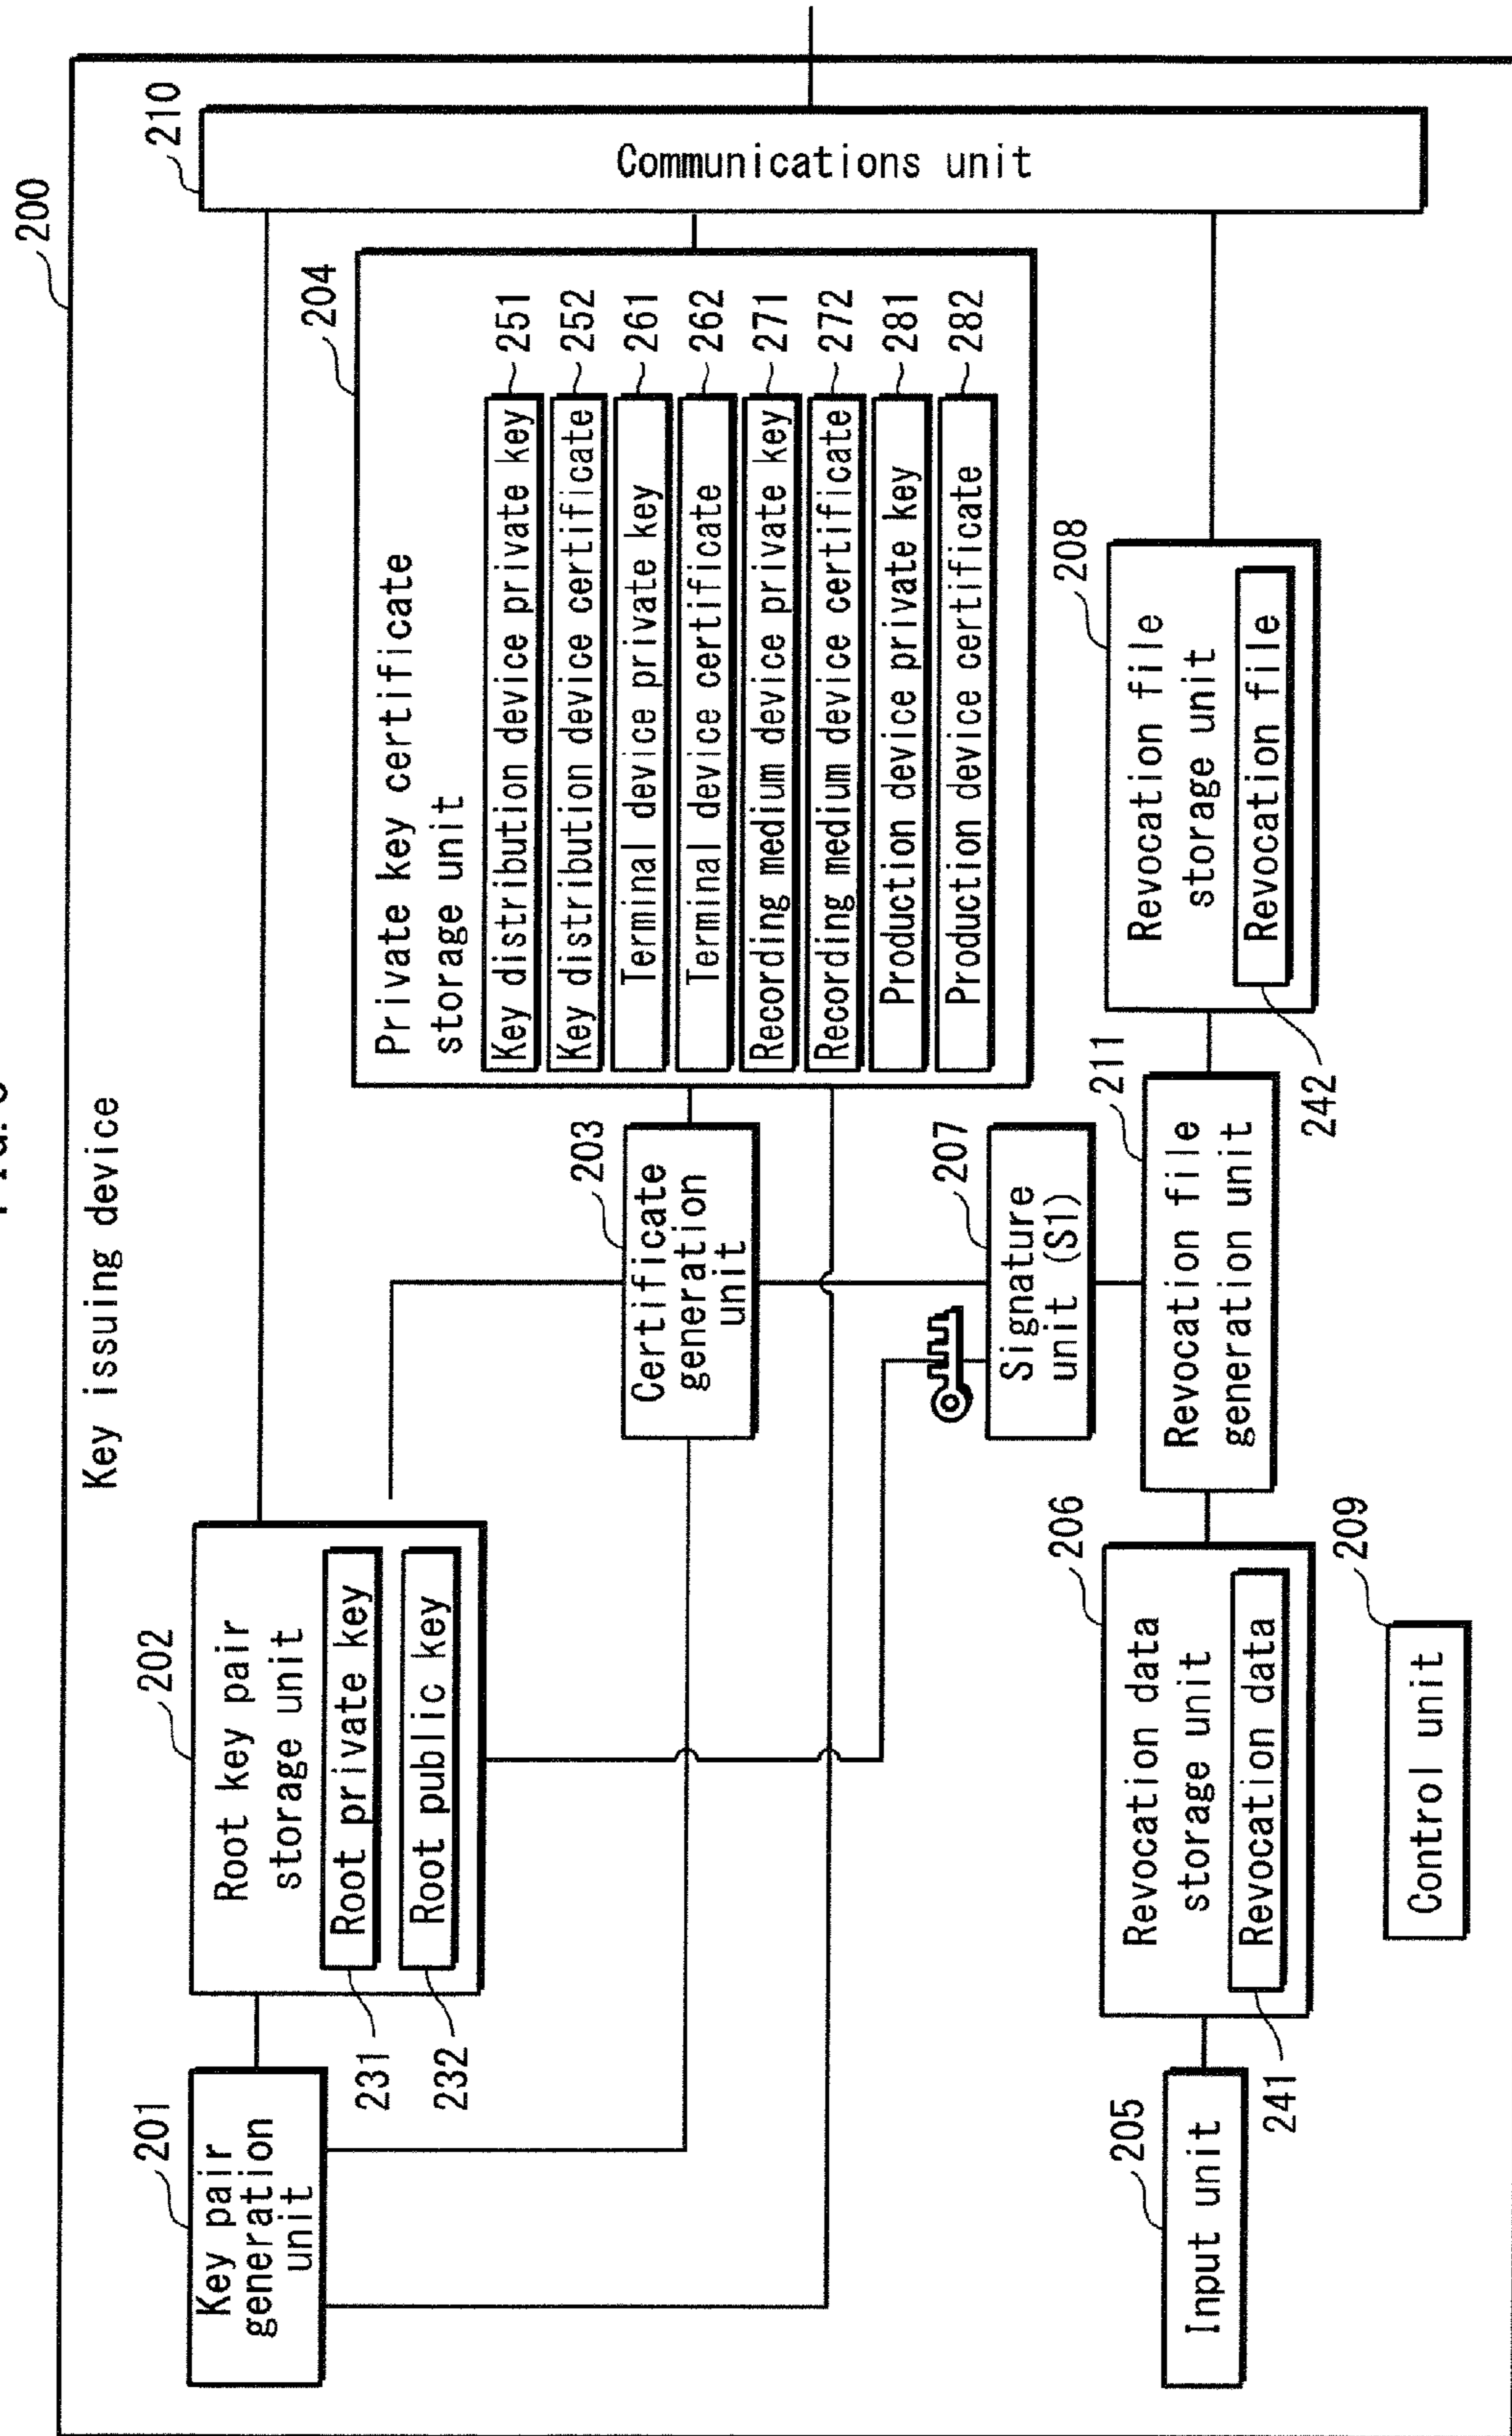 200
Key issuing device
201
Key pair
generation
unit
202
Root key pair
storage unit
Root private key
Root public key
231
232
210
Communications unit
203
Certificate
generation
unit
204
Private key certificate
storage unit
Key distribution device private key
251
Key distribution device certificate
252
Terminal device private key
261
Terminal device certificate
262
Recording medium device private key
271
Recording medium device certificate
272
Production device private key
281
Production device certificate
282
207
Signature
unit (S1)
205
Input unit
206
Revocation data
storage unit
Revocation data
241
211
Revocation file
generation unit
208
Revocation file
storage unit
Revocation file
242
209
Control unit